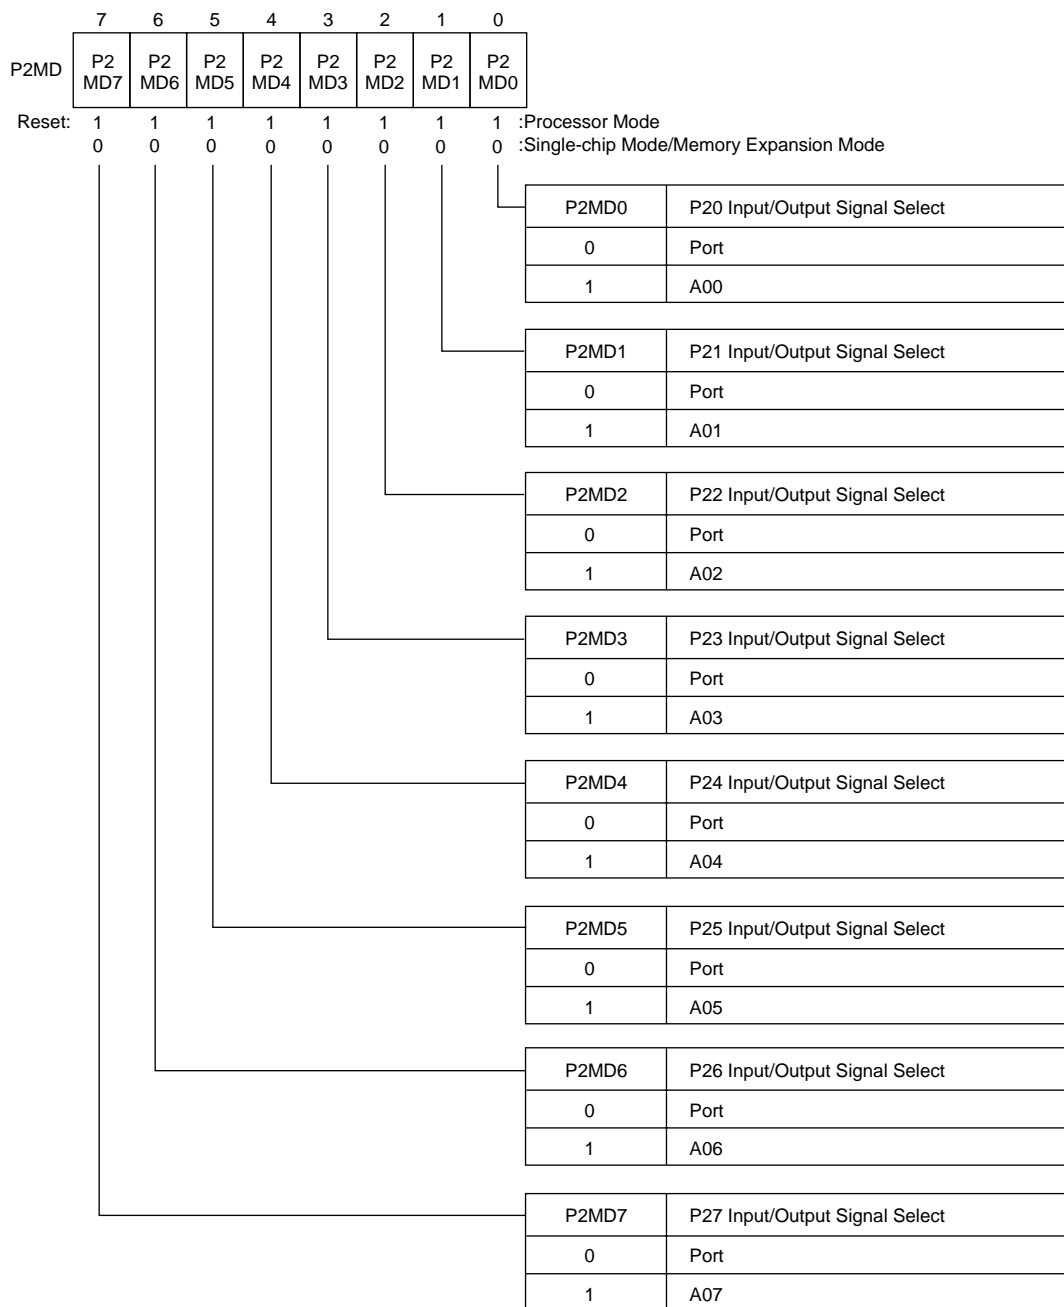 7 6 5 4 3 2 1 0
P2MD P2 MD7 P2 MD6 P2 MD5 P2 MD4 P2 MD3 P2 MD2 P2 MD1 P2 MD0
Reset: 1 1 1 1 1 1 1 1 :Processor Mode
0 0 0 0 0 0 0 0 :Single-chip Mode/Memory Expansion Mode
P2MD0 P20 Input/Output Signal Select
0 Port
1 A00
P2MD1 P21 Input/Output Signal Select
0 Port
1 A01
P2MD2 P22 Input/Output Signal Select
0 Port
1 A02
P2MD3 P23 Input/Output Signal Select
0 Port
1 A03
P2MD4 P24 Input/Output Signal Select
0 Port
1 A04
P2MD5 P25 Input/Output Signal Select
0 Port
1 A05
P2MD6 P26 Input/Output Signal Select
0 Port
1 A06
P2MD7 P27 Input/Output Signal Select
0 Port
1 A07